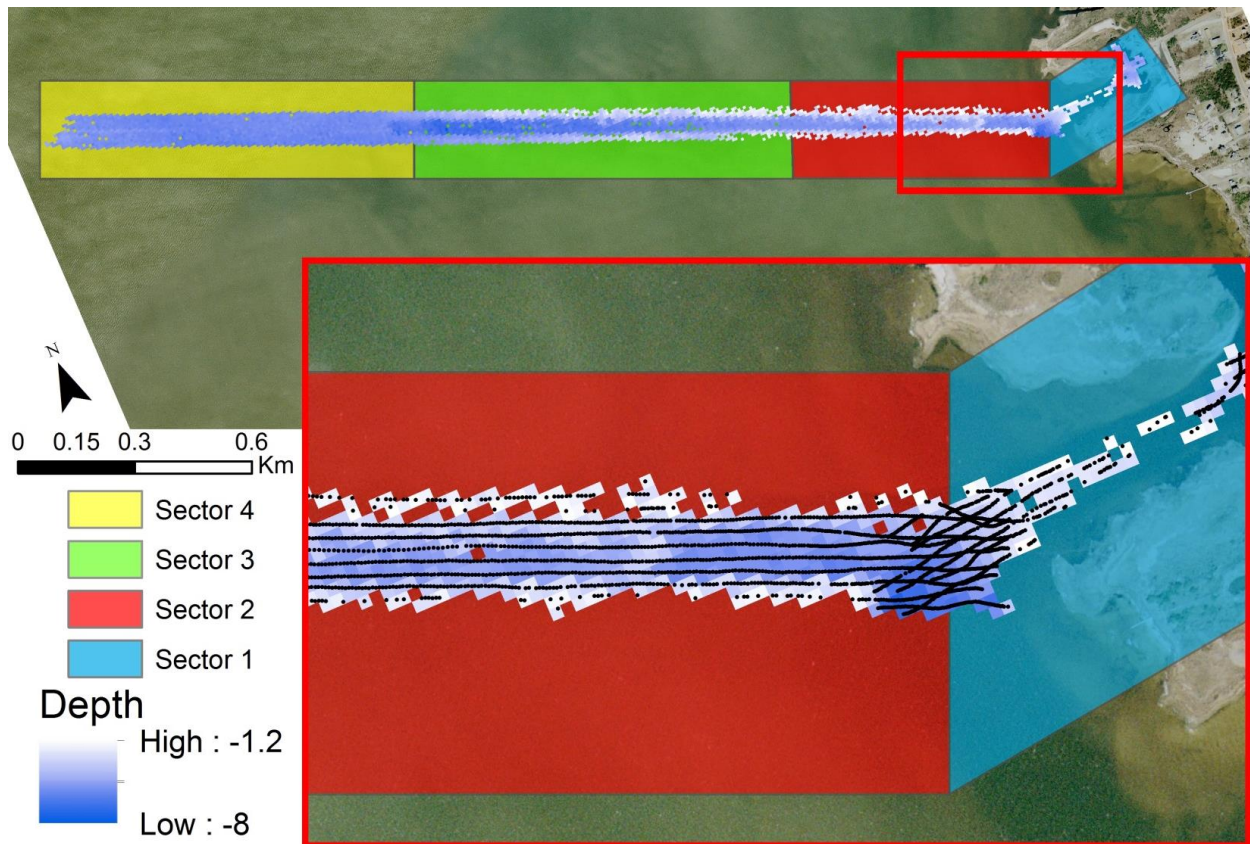 N
0 0.15 0.3 0.6
Km
Sector 4
Sector 3
Sector 2
Sector 1
Depth
High : -1.2
Low : -8